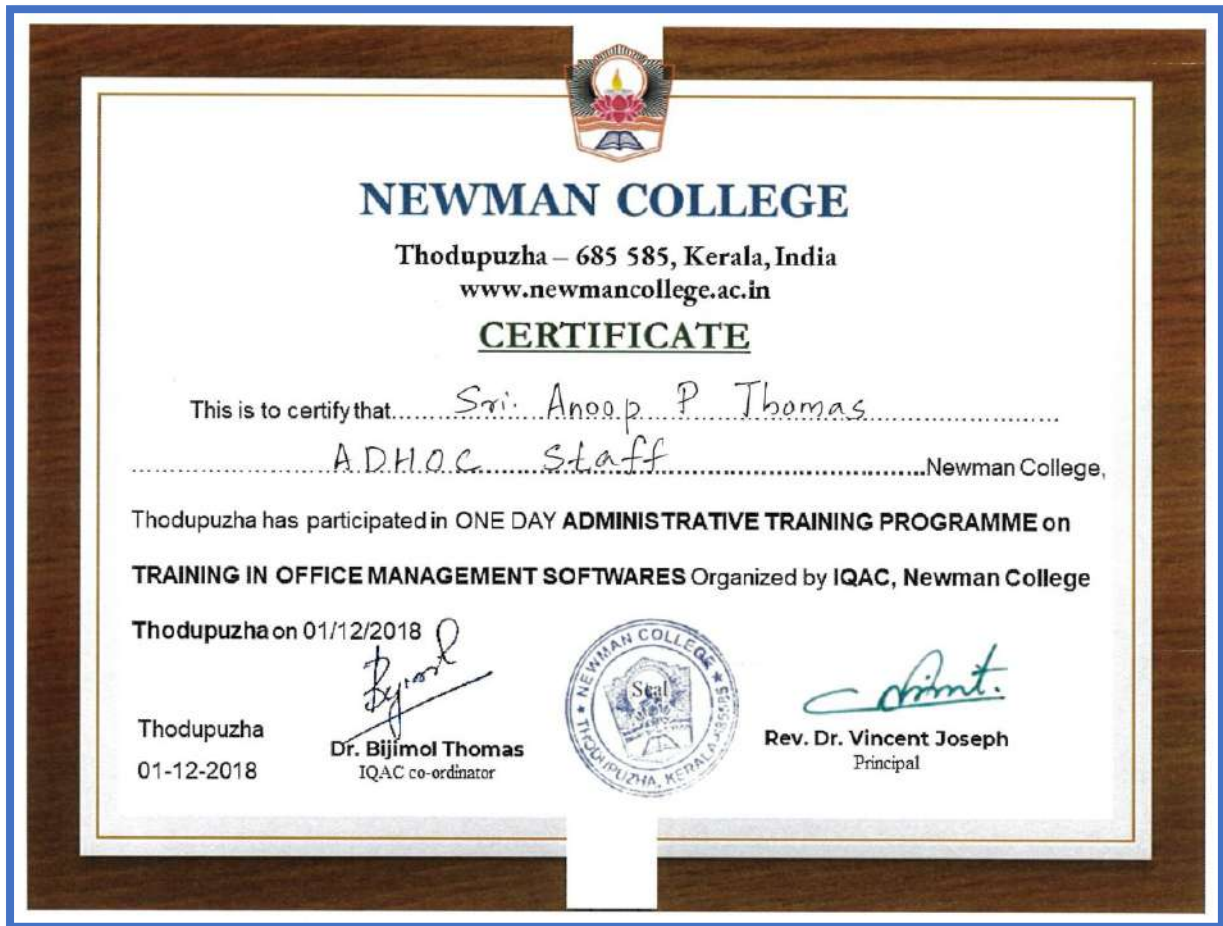 NEWMAN COLLEGE
Thodupuzha – 685 585, Kerala, India
www.newmancollege.ac.in
CERTIFICATE
This is to certify that Sri. Anoop P Thomas
ADHOC Staff Newman College,
Thodupuzha has participated in ONE DAY ADMINISTRATIVE TRAINING PROGRAMME on
TRAINING IN OFFICE MANAGEMENT SOFTWARES Organized by IQAC, Newman College
Thodupuzha on 01/12/2018
NEWMAN COLLEGE
Seal
THODUPUZHA, KERALA-685585
Thodupuzha
01-12-2018
Dr. Bijimol Thomas
IQAC co-ordinator
Rev. Dr. Vincent Joseph
Principal